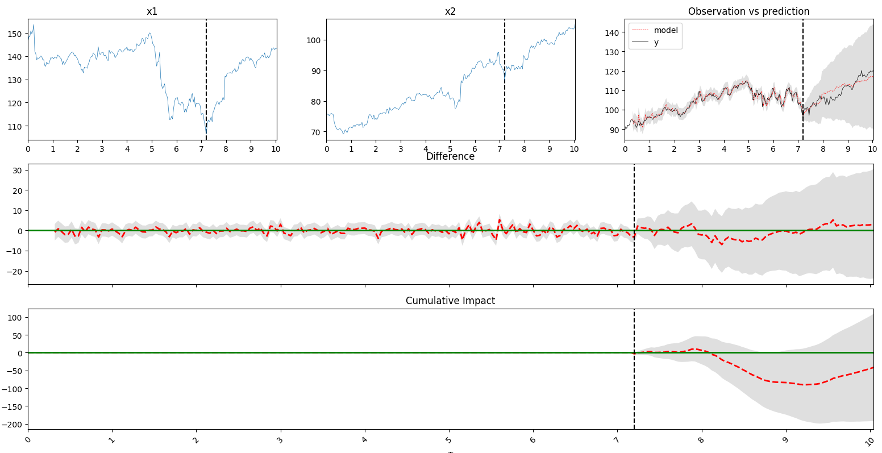 x1
150
140
130
120
110
0 1 2 3 4 5 6 7 8 9 10
x2
100
90
80
70
0 1 2 3 4 5 6 7 8 9 10
Observation vs prediction
model
y
140
130
120
110
100
90
0 1 2 3 4 5 6 7 8 9 10
Difference
30
20
10
0
−10
−20
Cumulative Impact
100
50
0
−50
−100
−150
−200
0 1 2 3 4 5 6 7 8 9 10